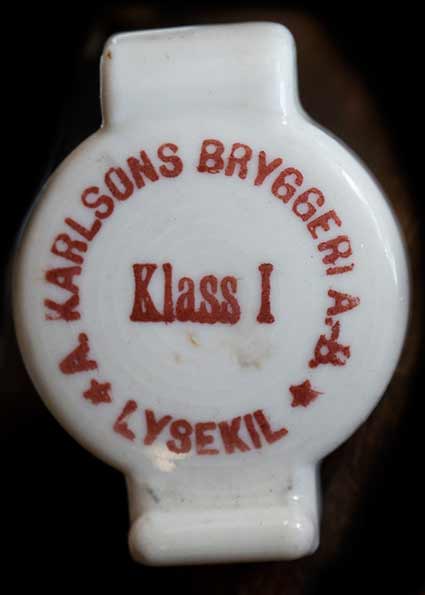 A. KARLSONS BRYGGERI A.-B.
Klass I
LYSEKIL